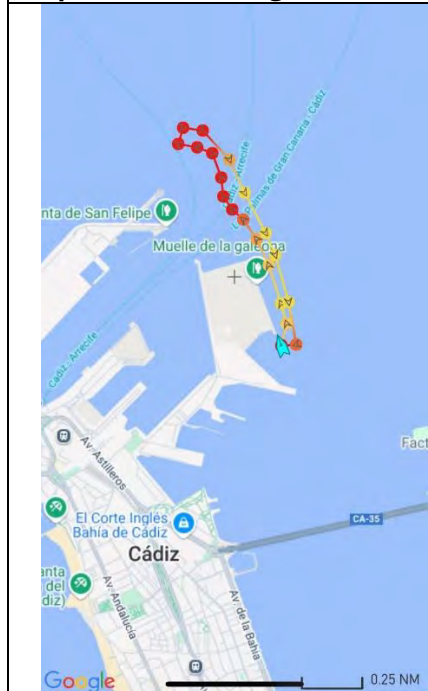 Cádiz · Arrecife
Las Palmas de Gran Canaria · Cádiz
nta de San Felipe
Muelle de la galeona
Cádiz · Arrecife
Av. Astilleros
Fact
El Corte Inglés
Bahía de Cádiz
CA-35
Cádiz
anta
del
diz)
Av. Andalucía
Av. de la Bahía
Google
0.25 NM